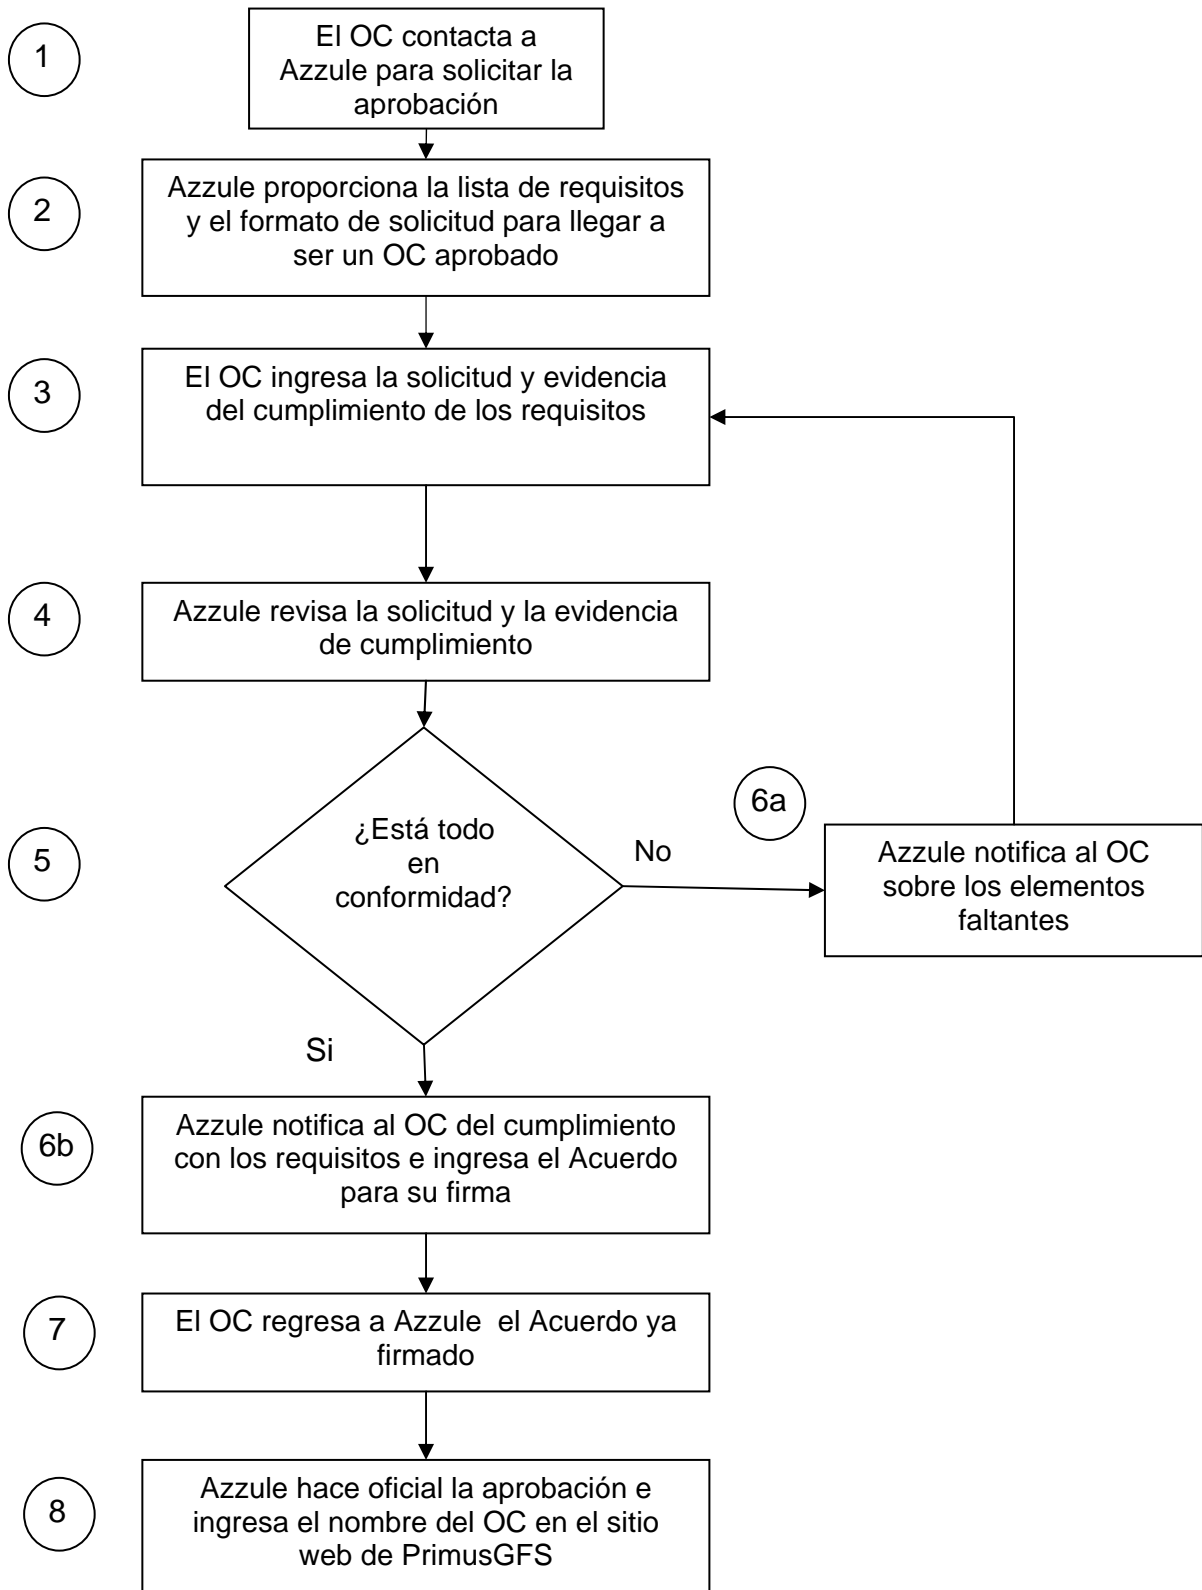 1
El OC contacta a
Azzule para solicitar la
aprobación
2
Azzule proporciona la lista de requisitos
y el formato de solicitud para llegar a
ser un OC aprobado
3
El OC ingresa la solicitud y evidencia
del cumplimiento de los requisitos
4
Azzule revisa la solicitud y la evidencia
de cumplimiento
5
¿Está todo
en
conformidad?
No
6a
Azzule notifica al OC
sobre los elementos
faltantes
Si
6b
Azzule notifica al OC del cumplimiento
con los requisitos e ingresa el Acuerdo
para su firma
7
El OC regresa a Azzule  el Acuerdo ya
firmado
8
Azzule hace oficial la aprobación e
ingresa el nombre del OC en el sitio
web de PrimusGFS